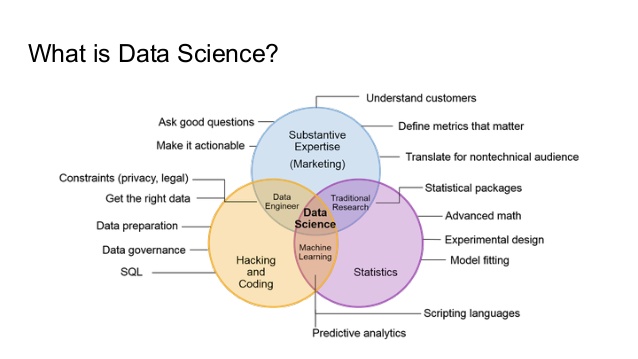 What is Data Science?
Understand customers
Ask good questions
Define metrics that matter
Substantive
Expertise
(Marketing)
Make it actionable
Translate for nontechnical audience
Constraints (privacy, legal)
Statistical packages
Get the right data
Data
Engineer
Traditional
Research
Data
Science
Advanced math
Data preparation
Experimental design
Data governance
Machine
Learning
Model fitting
SQL
Hacking
and
Coding
Statistics
Scripting languages
Predictive analytics